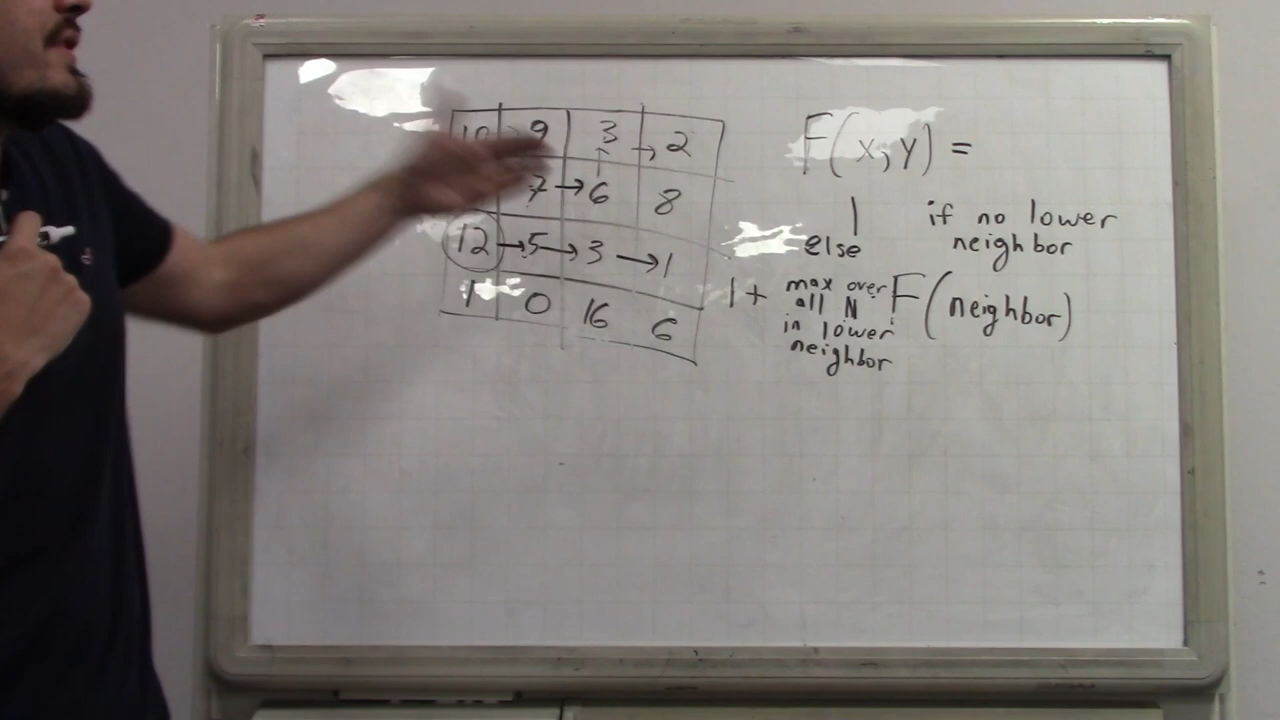 10 → 9 3 → 2
7 → 6 8
12 → 5 → 3 → 1
1 0 16 6
F(x,y) =
1 if no lower
neighbor
else
1 + max over F(neighbor)
all N
in lower
neighbor